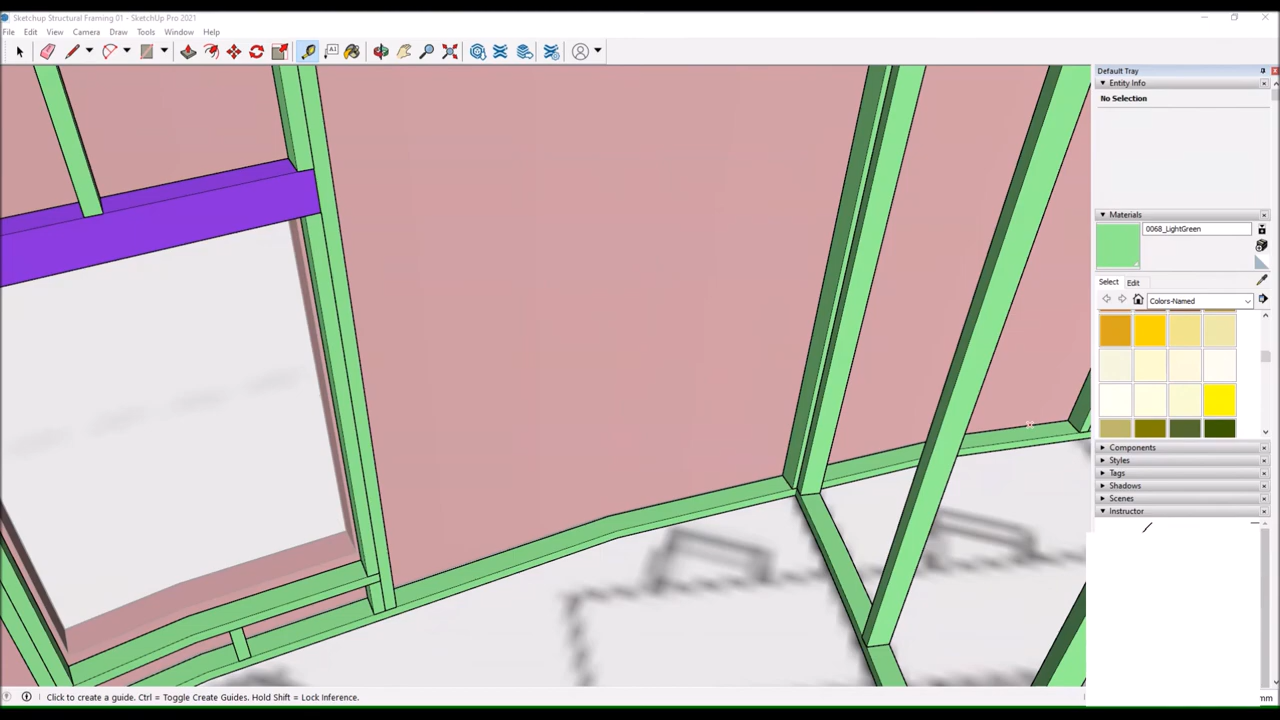 Sketchup Structural Framing 01 - SketchUp Pro 2021
File Edit View Camera Draw Tools Window Help
Default Tray
Entity Info
No Selection
Materials
0068_LightGreen
Select Edit
Colors-Named
Components
Styles
Tags
Shadows
Scenes
Instructor
Click to create a guide. Ctrl = Toggle Create Guides. Hold Shift = Lock Inference.
mm